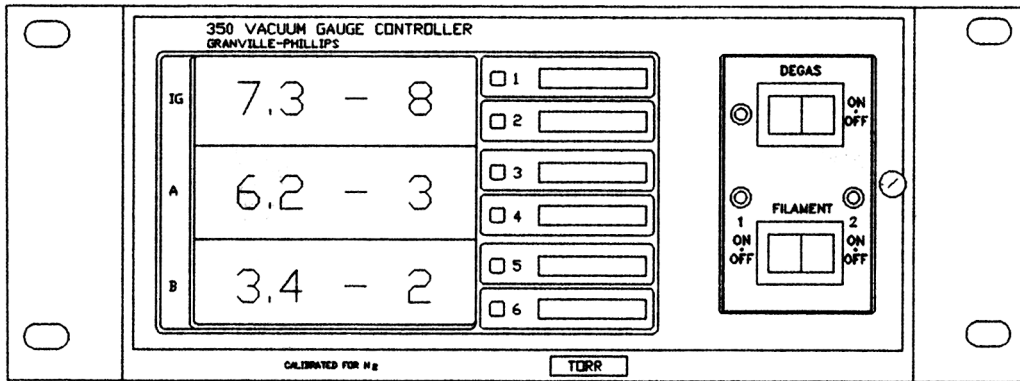 350 VACUUM GAUGE CONTROLLER
GRANVILLE-PHILLIPS
IG 7.3 - 8
A 6.2 - 3
B 3.4 - 2
1
2
3
4
5
6
DEGAS
ON
OFF
FILAMENT
1 2
ON ON
OFF OFF
CALIBRATED FOR N2
TORR